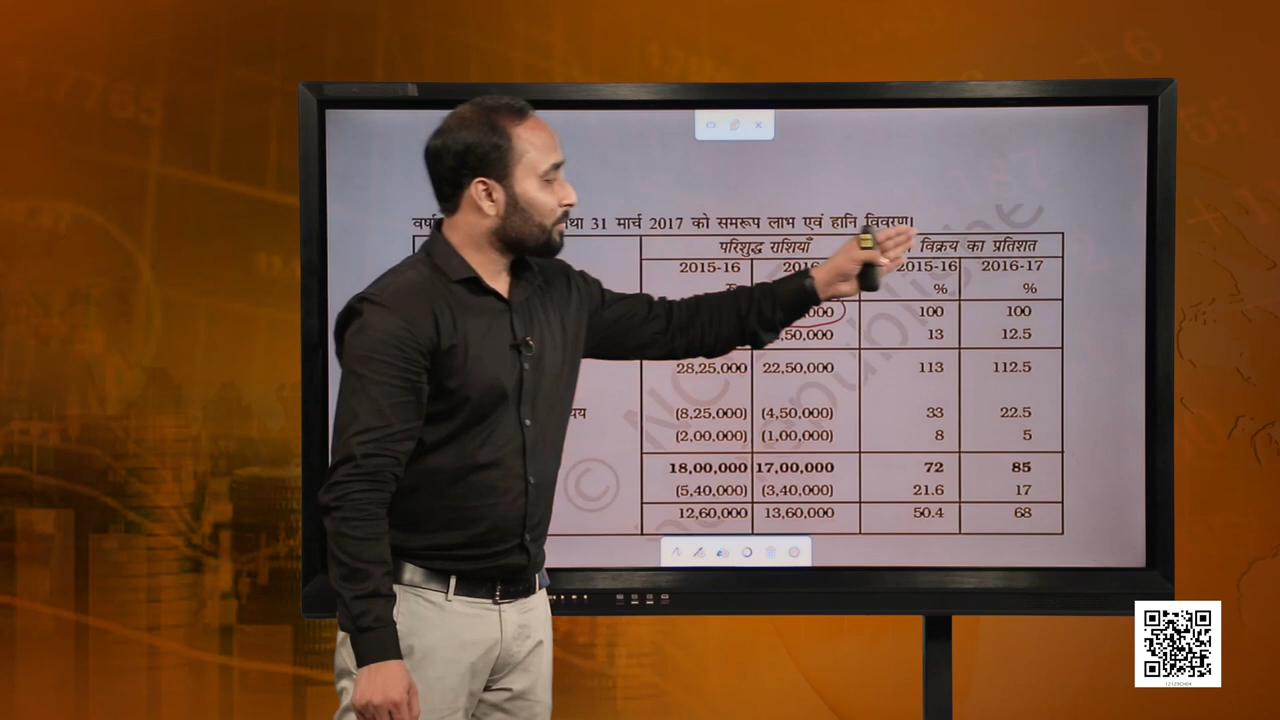 था 31 मार्च 2017 को समरूप लाभ एवं हानि विवरण।
परिशुद्ध राशियाँ विक्रय का प्रतिशत
2015-16 2015-16 2016-17
% %
100 100
13 12.5
28,25,000 22,50,000 113 112.5
(8,25,000) (4,50,000) 33 22.5
(2,00,000) (1,00,000) 8 5
18,00,000 17,00,000 72 85
(5,40,000) (3,40,000) 21.6 17
12,60,000 13,60,000 50.4 68